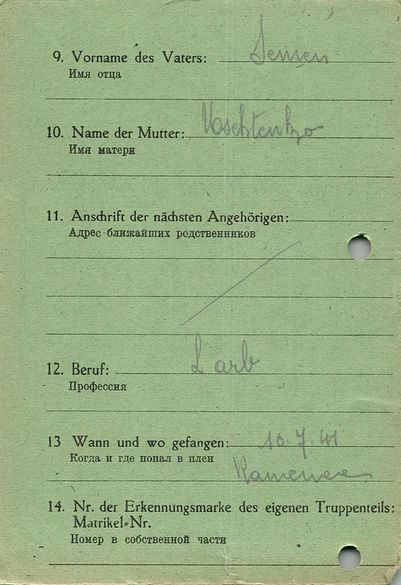 9. Vorname des Vaters: Semen
Имя отца
10. Name der Mutter: Woschtenko
Имя матери
11. Anschrift der nächsten Angehörigen:
Адрес ближайших родственников
12. Beruf:
Профессия
13 Wann und wo gefangen: 10.7.41
Когда и где попал в плен
14. Nr. der Erkennungsmarke des eigenen Truppenteils:
Matrikel-Nr.
Номер в собственной части